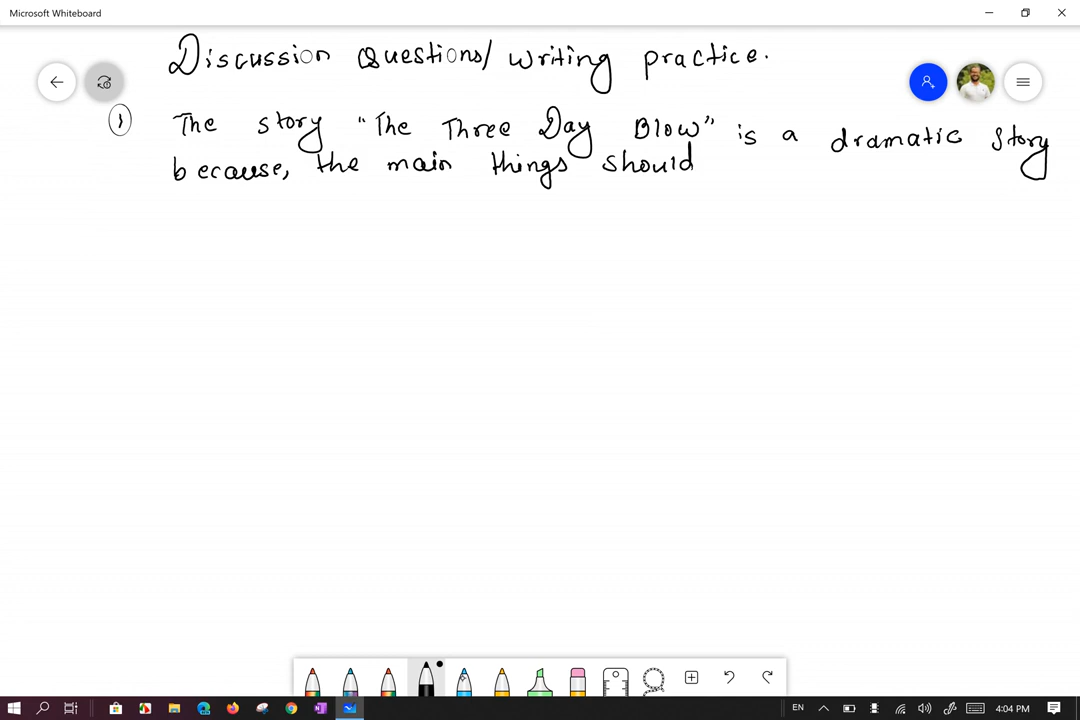 Microsoft Whiteboard
Discussion Questions/ writing practice.
① The story "The Three Day Blow" is a dramatic story
because, the main things should
EN 4:04 PM